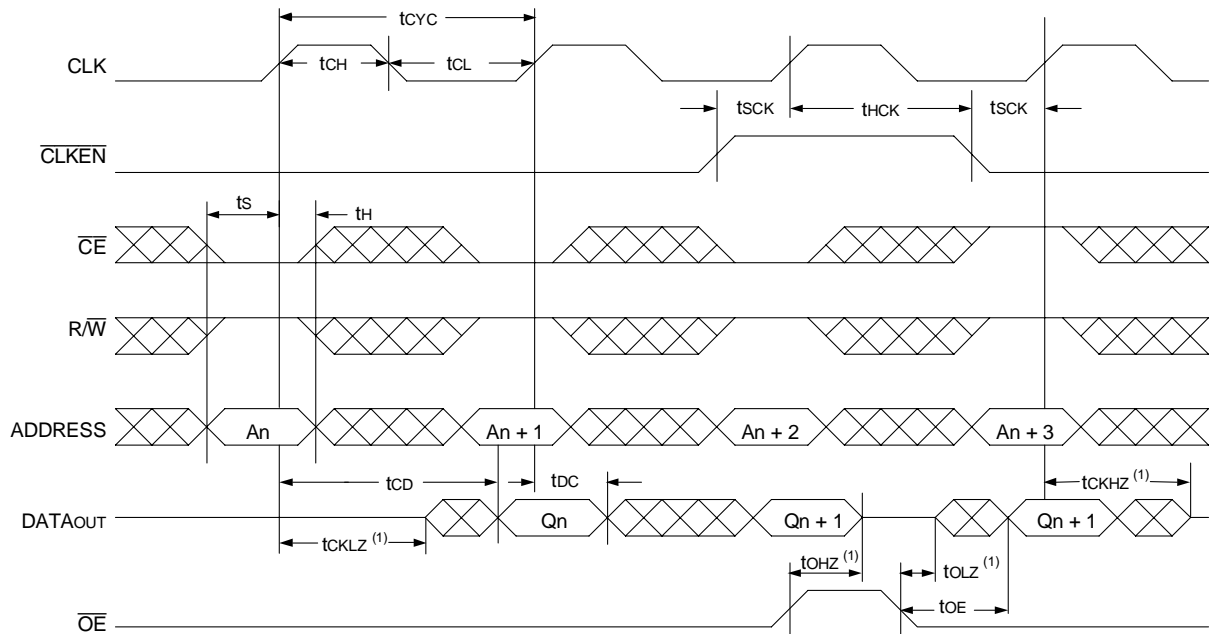 tCYC
CLK
tCH
tCL
tSCK
tHCK
tSCK
CLKEN
tS
tH
CE
R/W
ADDRESS
An
An + 1
An + 2
An + 3
tCD
tDC
tCKHZ (1)
DATAOUT
Qn
Qn + 1
Qn + 1
tCKLZ (1)
tOHZ (1)
tOLZ (1)
tOE
OE